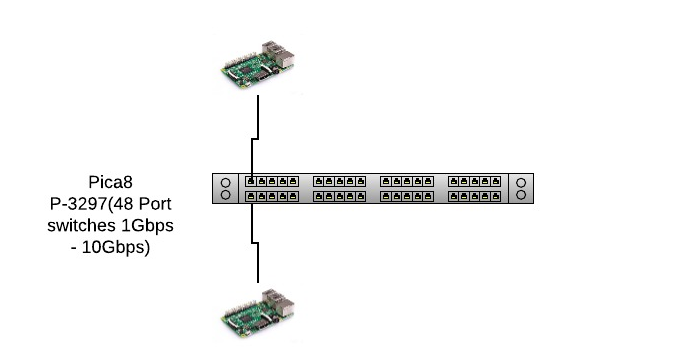 Pica8
P-3297(48 Port
switches 1Gbps
- 10Gbps)